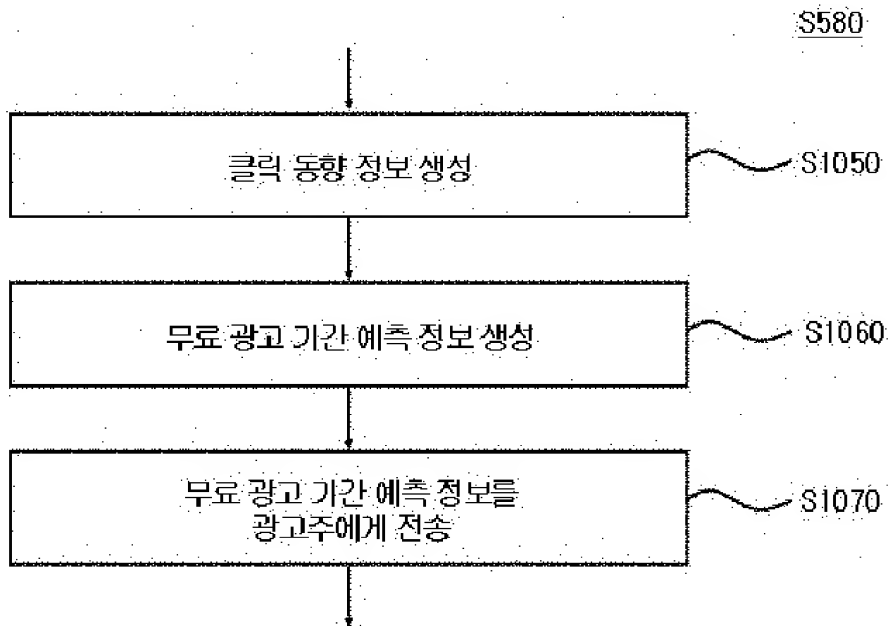 S580
클릭 동향 정보 생성
S1050
무료 광고 기간 예측 정보 생성
S1060
무료 광고 기간 예측 정보를
광고주에게 전송
S1070